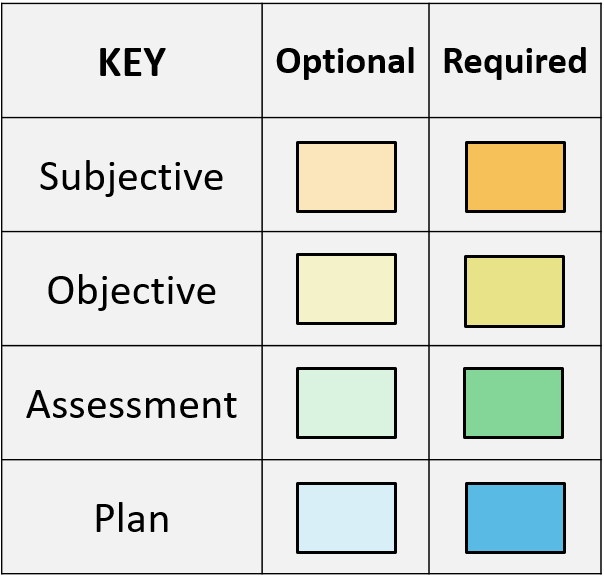 KEY Optional Required
Subjective
Objective
Assessment
Plan